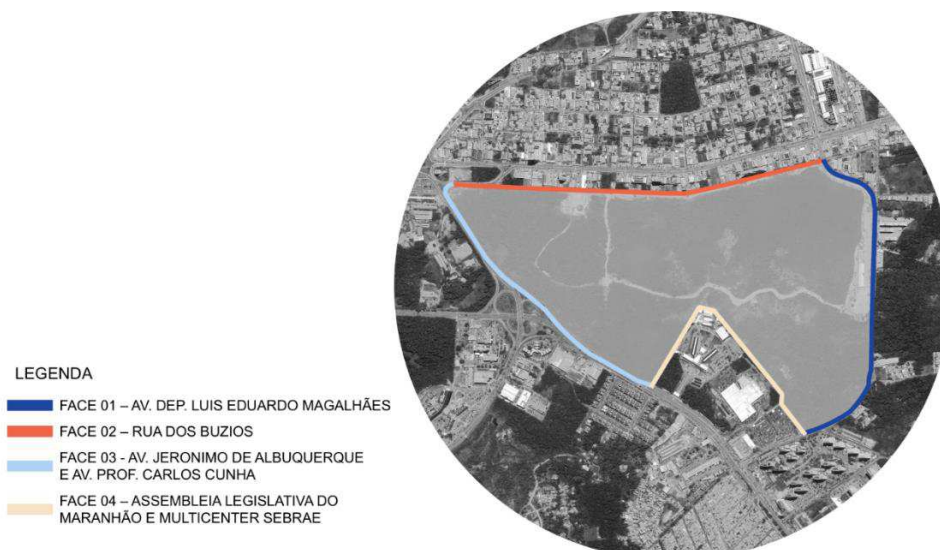 LEGENDA
FACE 01 – AV. DEP. LUIS EDUARDO MAGALHÃES
FACE 02 – RUA DOS BUZIOS
FACE 03 - AV. JERONIMO DE ALBUQUERQUE
E AV. PROF. CARLOS CUNHA
FACE 04 – ASSEMBLEIA LEGISLATIVA DO
MARANHÃO E MULTICENTER SEBRAE